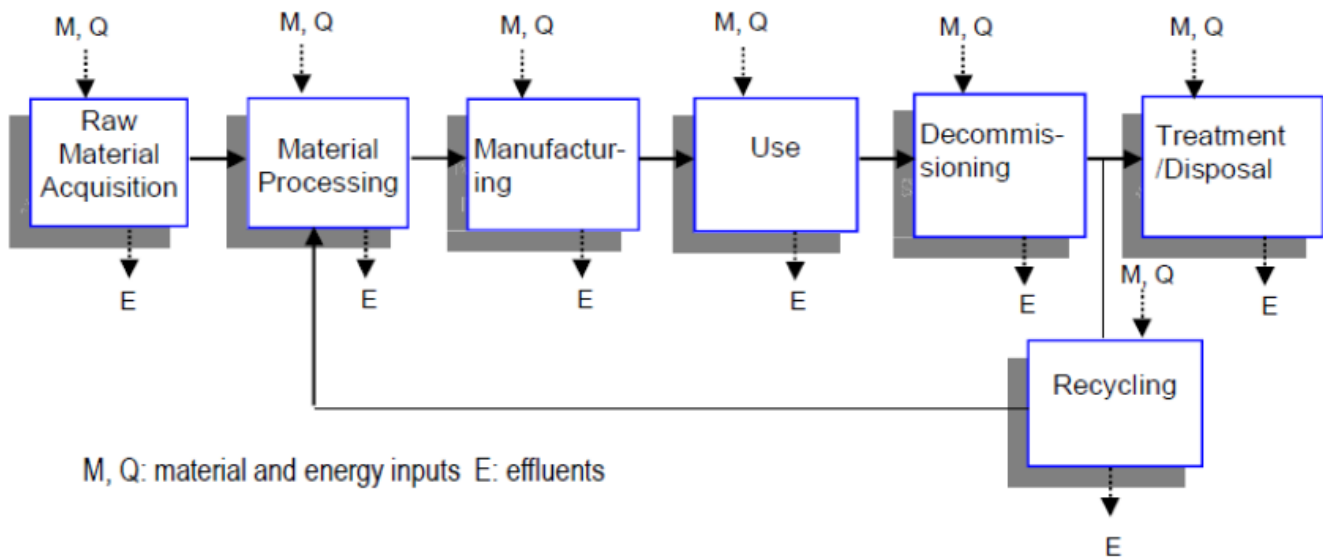 M, Q
M, Q
M, Q
M, Q
M, Q
M, Q
Raw
Material
Acquisition
Material
Processing
Manufactur-
ing
Use
Decommis-
sioning
Treatment
/Disposal
E
E
E
E
E
E
M, Q
Recycling
E
M, Q: material and energy inputs E: effluents